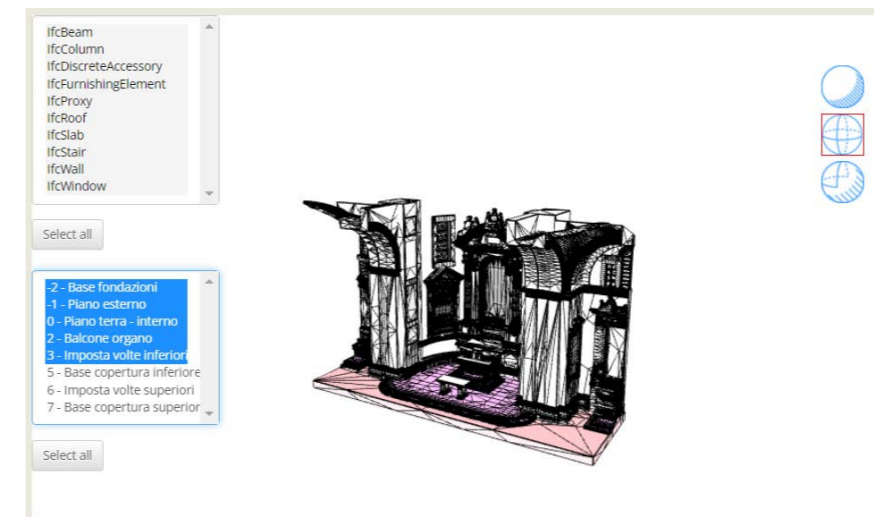 IfcBeam
IfcColumn
IfcDiscreteAccessory
IfcFurnishingElement
IfcProxy
IfcRoof
IfcSlab
IfcStair
IfcWall
IfcWindow
Select all
-2 - Base fondazioni
-1 - Piano esterno
0 - Piano terra - interno
2 - Balcone organo
3 - Imposta volte inferiori
5 - Base copertura inferiore
6 - Imposta volte superiori
7 - Base copertura superior
Select all